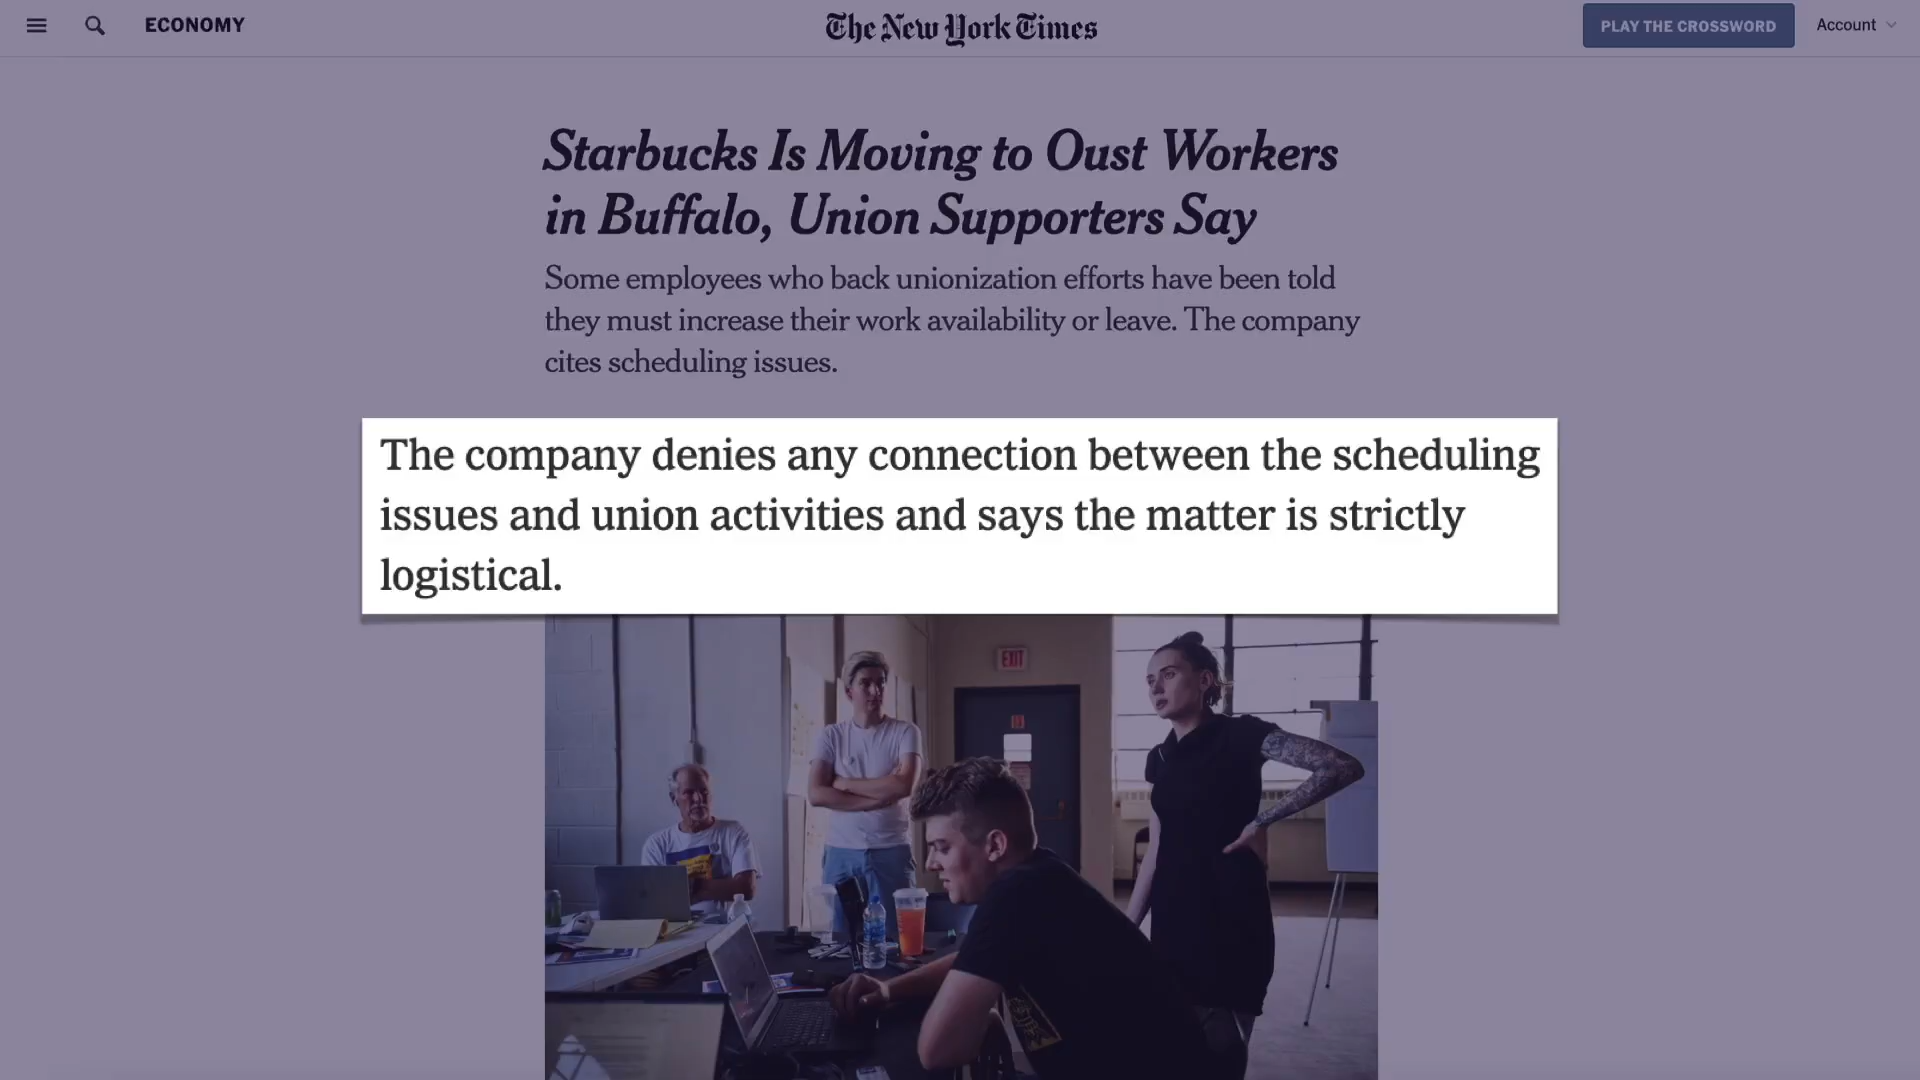 ECONOMY
The New York Times
PLAY THE CROSSWORD
Account
Starbucks Is Moving to Oust Workers
in Buffalo, Union Supporters Say
Some employees who back unionization efforts have been told
they must increase their work availability or leave. The company
cites scheduling issues.
The company denies any connection between the scheduling
issues and union activities and says the matter is strictly
logistical.
EXIT